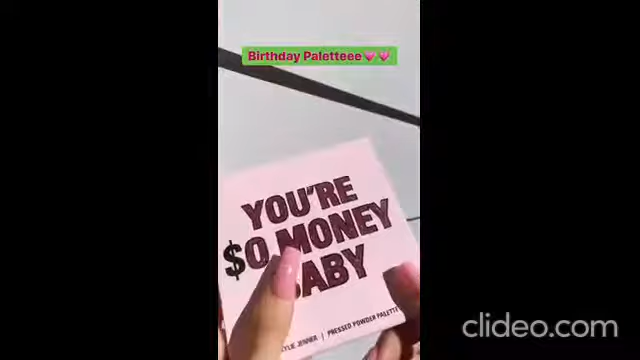 Birthday Paletteee
YOU'RE
$O MONEY
BABY
KYLIE JENNER | PRESSED POWDER PALETTE
clideo.com